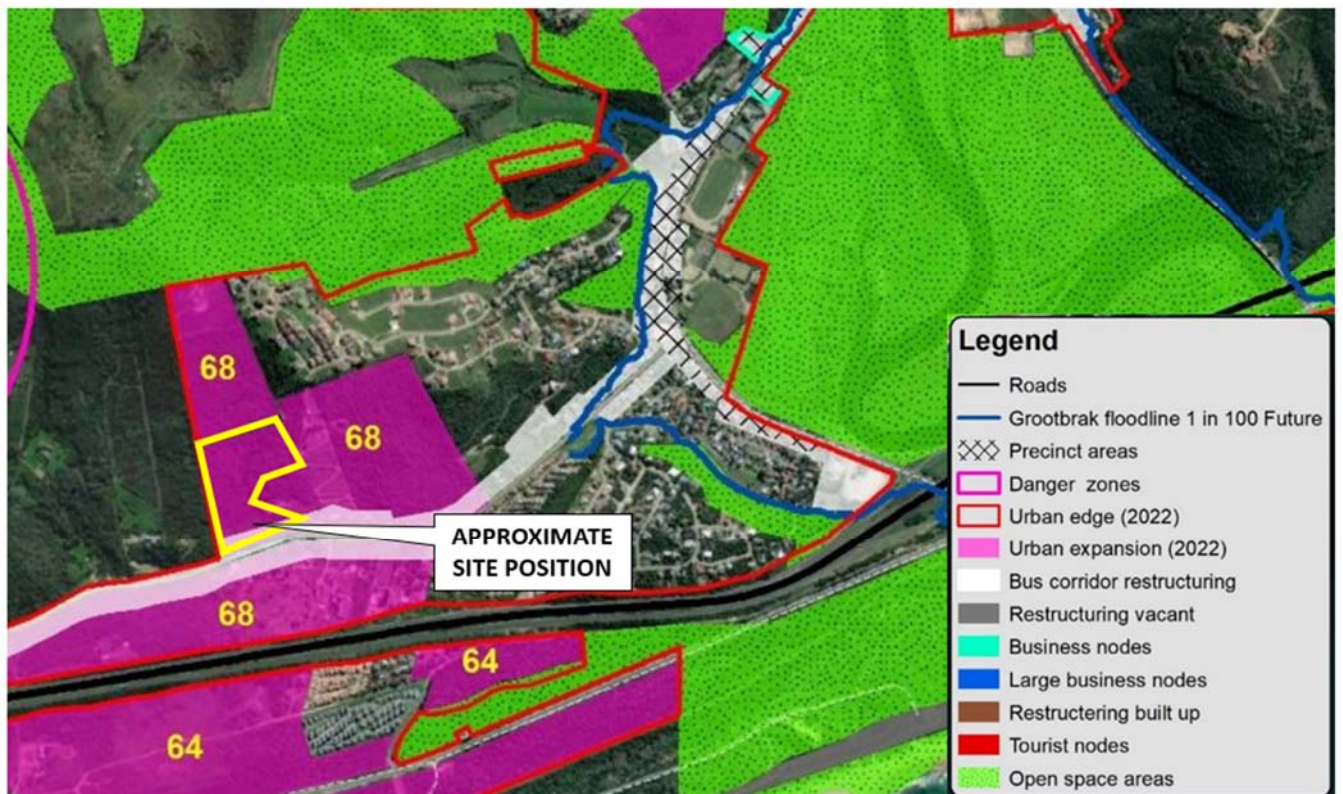 68
68
APPROXIMATE
SITE POSITION
68
64
64
Legend
Roads
Grootbrak floodline 1 in 100 Future
Precinct areas
Danger zones
Urban edge (2022)
Urban expansion (2022)
Bus corridor restructuring
Restructuring vacant
Business nodes
Large business nodes
Restructering built up
Tourist nodes
Open space areas